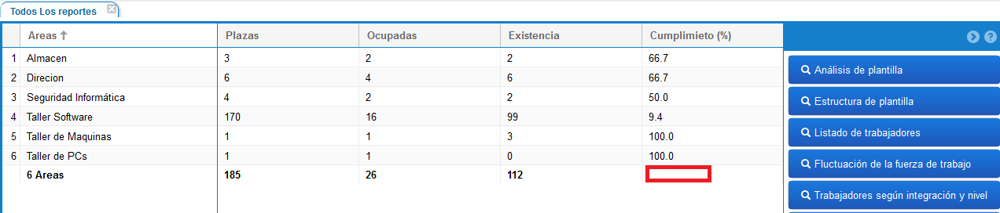 Todos Los reportes
Areas Plazas Ocupadas Existencia Cumplimieto (%)
1 Almacen 3 2 2 66.7
2 Direcion 6 4 6 66.7
3 Seguridad Informática 4 2 2 50.0
4 Taller Software 170 16 99 9.4
5 Taller de Maquinas 1 1 3 100.0
6 Taller de PCs 1 1 0 100.0
6 Areas 185 26 112
Análisis de plantilla
Estructura de plantilla
Listado de trabajadores
Fluctuación de la fuerza de trabajo
Trabajadores según integración y nivel